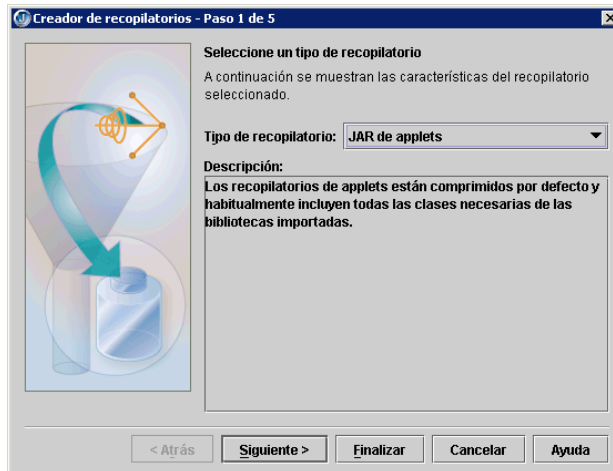 Creador de recopilatorios - Paso 1 de 5
Seleccione un tipo de recopilatorio
A continuación se muestran las características del recopilatorio
seleccionado.
Tipo de recopilatorio: JAR de applets
Descripción:
Los recopilatorios de applets están comprimidos por defecto y
habitualmente incluyen todas las clases necesarias de las
bibliotecas importadas.
< Atrás Siguiente > Finalizar Cancelar Ayuda